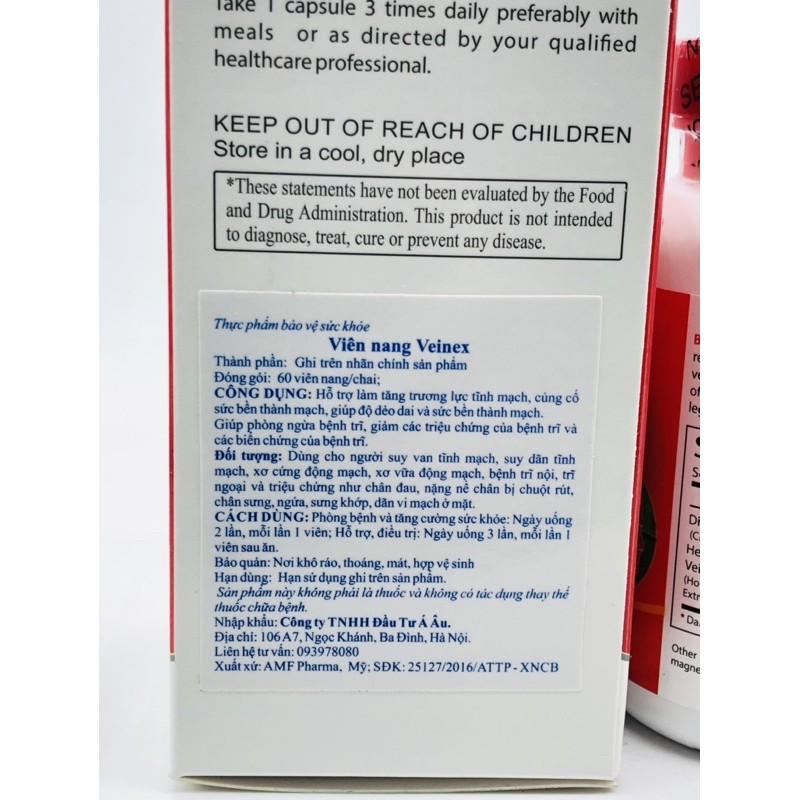 Take 1 capsule 3 times daily preferably with
meals or as directed by your qualified
healthcare professional.
KEEP OUT OF REACH OF CHILDREN
Store in a cool, dry place
*These statements have not been evaluated by the Food
and Drug Administration. This product is not intended
to diagnose, treat, cure or prevent any disease.
Thực phẩm bảo vệ sức khỏe
Viên nang Veinex
Thành phần: Ghi trên nhãn chính sản phẩm
Đóng gói: 60 viên nang/chai;
CÔNG DỤNG: Hỗ trợ làm tăng trương lực tĩnh mạch, củng cố
sức bền thành mạch, giúp độ dẻo dai và sức bền thành mạch.
Giúp phòng ngừa bệnh trĩ, giảm các triệu chứng của bệnh trĩ và
các biến chứng của bệnh trĩ.
Đối tượng: Dùng cho người suy van tĩnh mạch, suy dãn tĩnh
mạch, xơ cứng động mạch, xơ vữa động mạch, bệnh trĩ nội, trĩ
ngoại và triệu chứng như chân đau, nặng nề chân bị chuột rút,
chân sưng, ngứa, sưng khớp, dãn vi mạch ở mặt.
CÁCH DÙNG: Phòng bệnh và tăng cường sức khỏe: Ngày uống
2 lần, mỗi lần 1 viên; Hỗ trợ, điều trị: Ngày uống 3 lần, mỗi lần 1
viên sau ăn.
Bảo quản: Nơi khô ráo, thoáng, mát, hợp vệ sinh
Hạn dùng: Hạn sử dụng ghi trên sản phẩm.
Sản phẩm này không phải là thuốc và không có tác dụng thay thế
thuốc chữa bệnh.
Nhập khẩu: Công ty TNHH Đầu Tư Á Âu.
Địa chỉ: 106 A7, Ngọc Khánh, Ba Đình, Hà Nội.
Liên hệ tư vấn: 093978080
Xuất xứ: AMF Pharma, Mỹ; SĐK: 25127/2016/ATTP - XNCB
Other